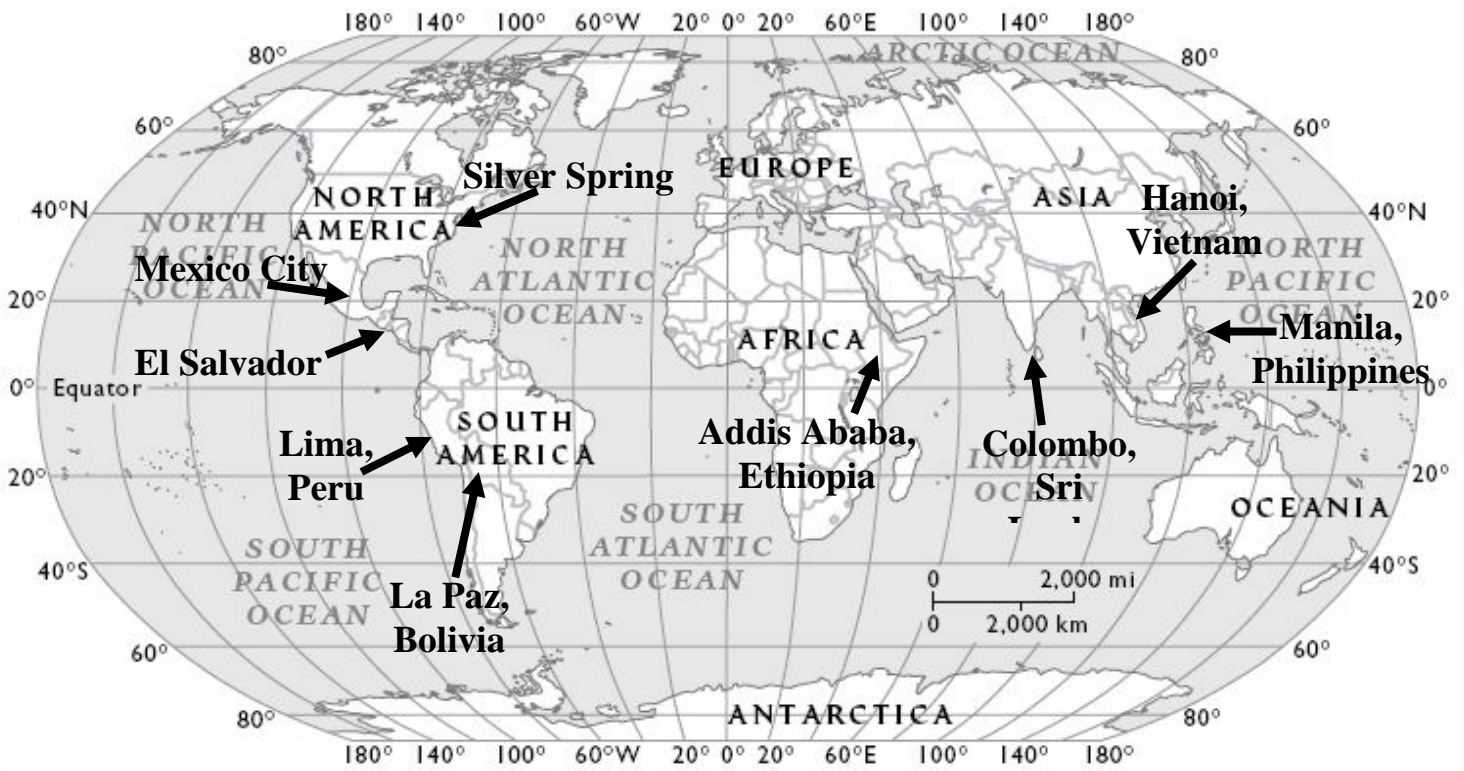 180° 140° 100° 60°W 20° 0° 20° 60°E 100° 140° 180°
ARCTIC OCEAN
80° 80°
60° 60°
EUROPE
Silver Spring
NORTH
AMERICA
ASIA
Hanoi,
Vietnam
40°N 40°N
NORTH
PACIFIC
OCEAN
NORTH
ATLANTIC
OCEAN
NORTH
PACIFIC
OCEAN
Mexico City
20° 20°
AFRICA
Manila,
Philippines
El Salvador
0° Equator 0°
SOUTH
AMERICA
Lima,
Peru
Addis Ababa,
Ethiopia
Colombo,
Sri
INDIAN
OCEAN
20° 20°
OCEANIA
SOUTH
ATLANTIC
OCEAN
SOUTH
PACIFIC
OCEAN
40°S 40°S
0 2,000 mi
0 2,000 km
La Paz,
Bolivia
60° 60°
ANTARCTICA
80° 80°
180° 140° 100° 60°W 20° 0° 20° 60°E 100° 140° 180°